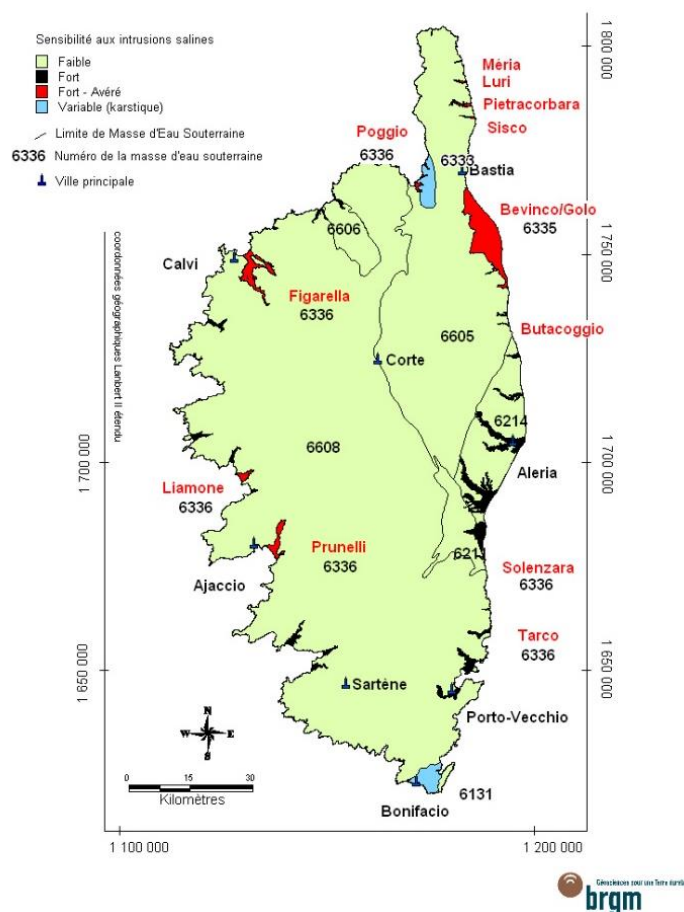 Sensibilité aux intrusions salines
Faible
Fort
Fort - Avéré
Variable (karstique)
Limite de Masse d'Eau Souterraine
6336 Numéro de la masse d'eau souterraine
Ville principale
1 800 000
Méria
Luri
Pietracorbara
Sisco
Poggio
6336
6333
Bastia
Bevinco/Golo
6335
coordonnées géographiques Lambert II étendu
6606
1 750 000
Calvi
Figarella
6336
Butacoggio
6605
Corte
6214
6608
1 700 000
1 700 000
Aleria
Liamone
6336
Prunelli
6336
Ajaccio
Solenzara
6336
Tarco
6336
1 650 000
1 650 000
Sartène
Porto-Vecchio
N
W E
S
0 15 30
Kilomètres
6131
Bonifacio
1 100 000
1 200 000
Géosciences pour une Terre durable
brgm